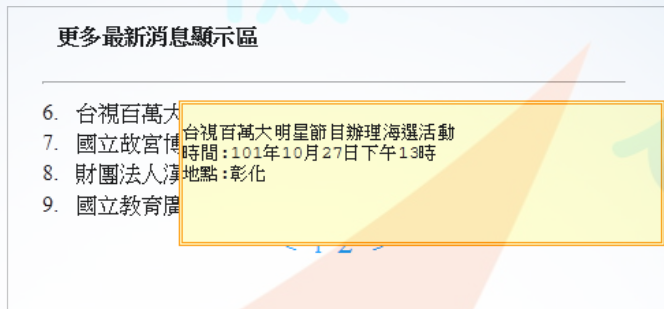 更多最新消息顯示區
6. 台視百萬大
7. 國立故宮博
8. 財團法人漢
9. 國立教育廣
台視百萬大明星節目辦理海選活動
時間:101年10月27日下午13時
地點:彰化
< 1 2 >